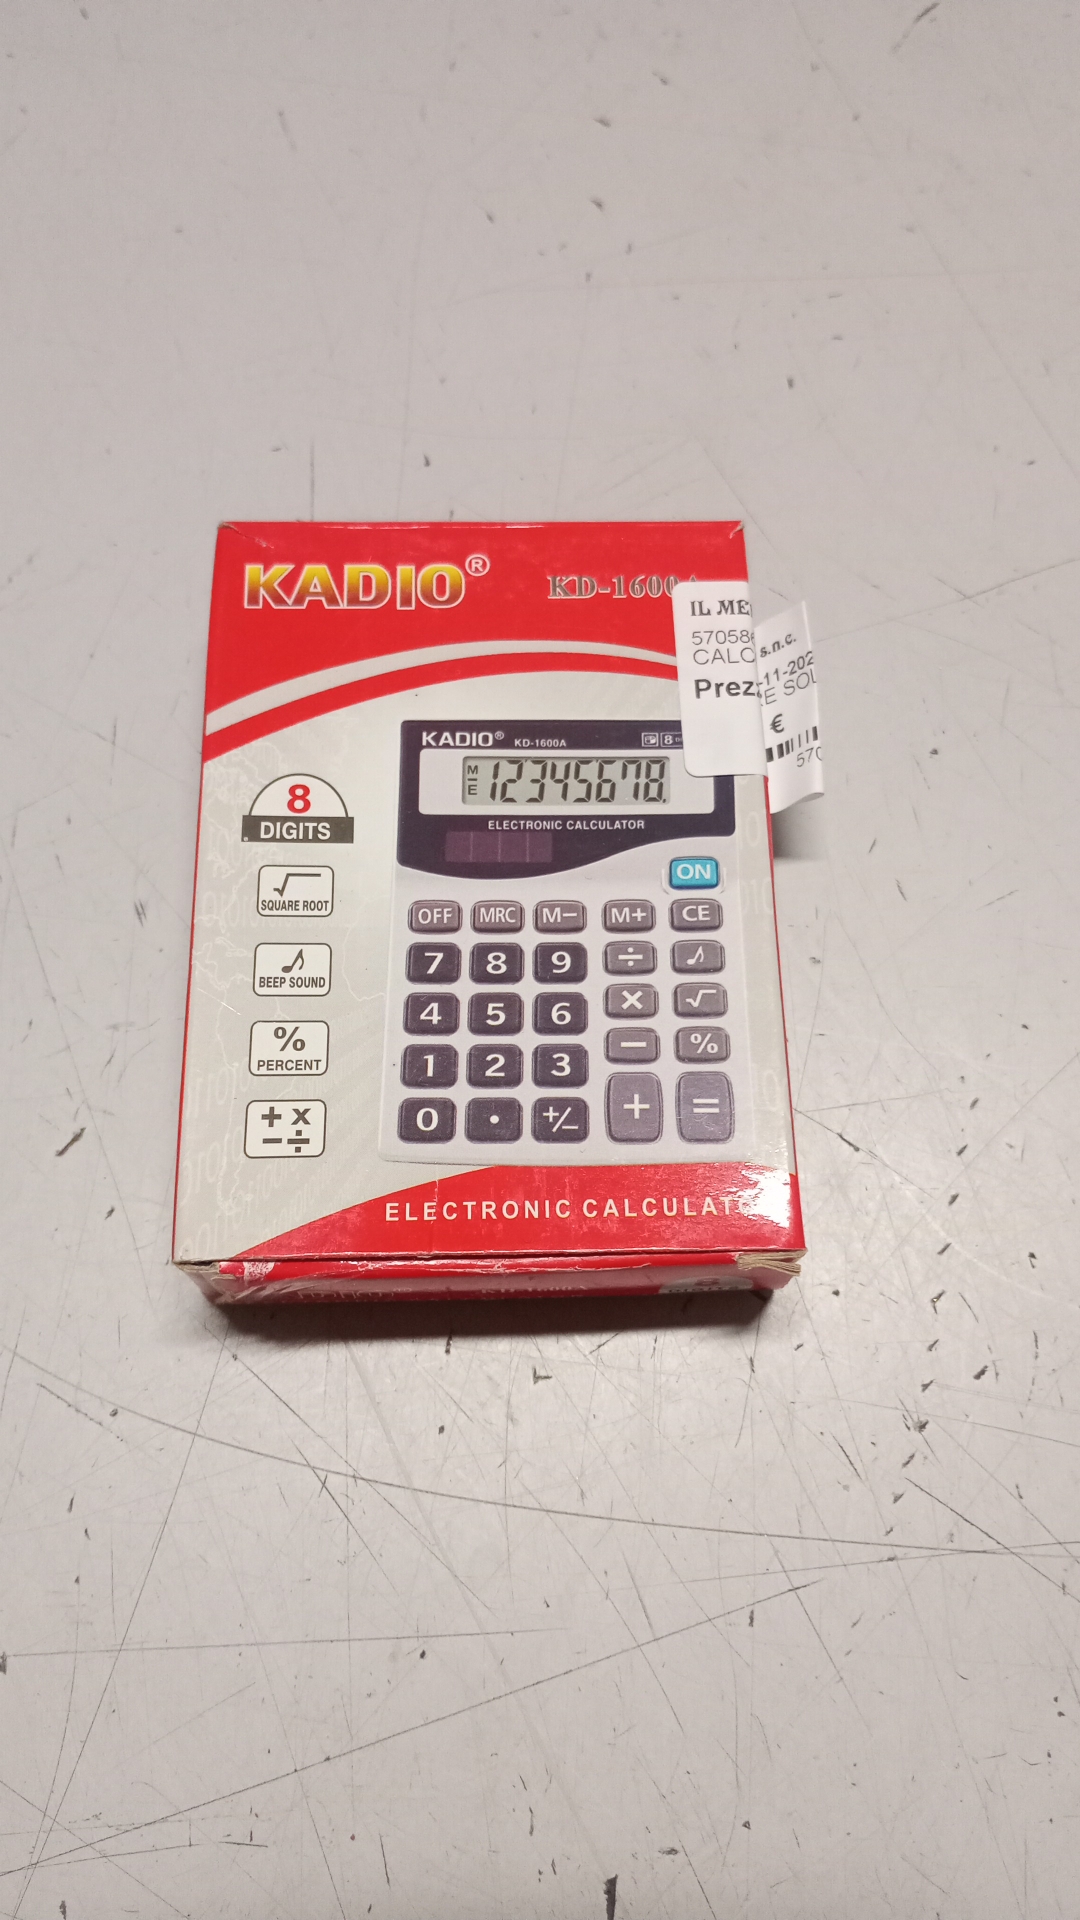 KADIO®
KD-1600A
IL ME
57058
CALC
Prez
s.n.c.
-11-202
E SOL
€
570
KADIO® KD-1600A 8
M
E
12345678.
ELECTRONIC CALCULATOR
8
DIGITS
√
SQUARE ROOT
♪
BEEP SOUND
%
PERCENT
+ x
− ÷
ON
OFF MRC M− M+ CE
7 8 9 ÷ ♪
4 5 6 × √
1 2 3 − %
0 . +/− + =
ELECTRONIC CALCULAT